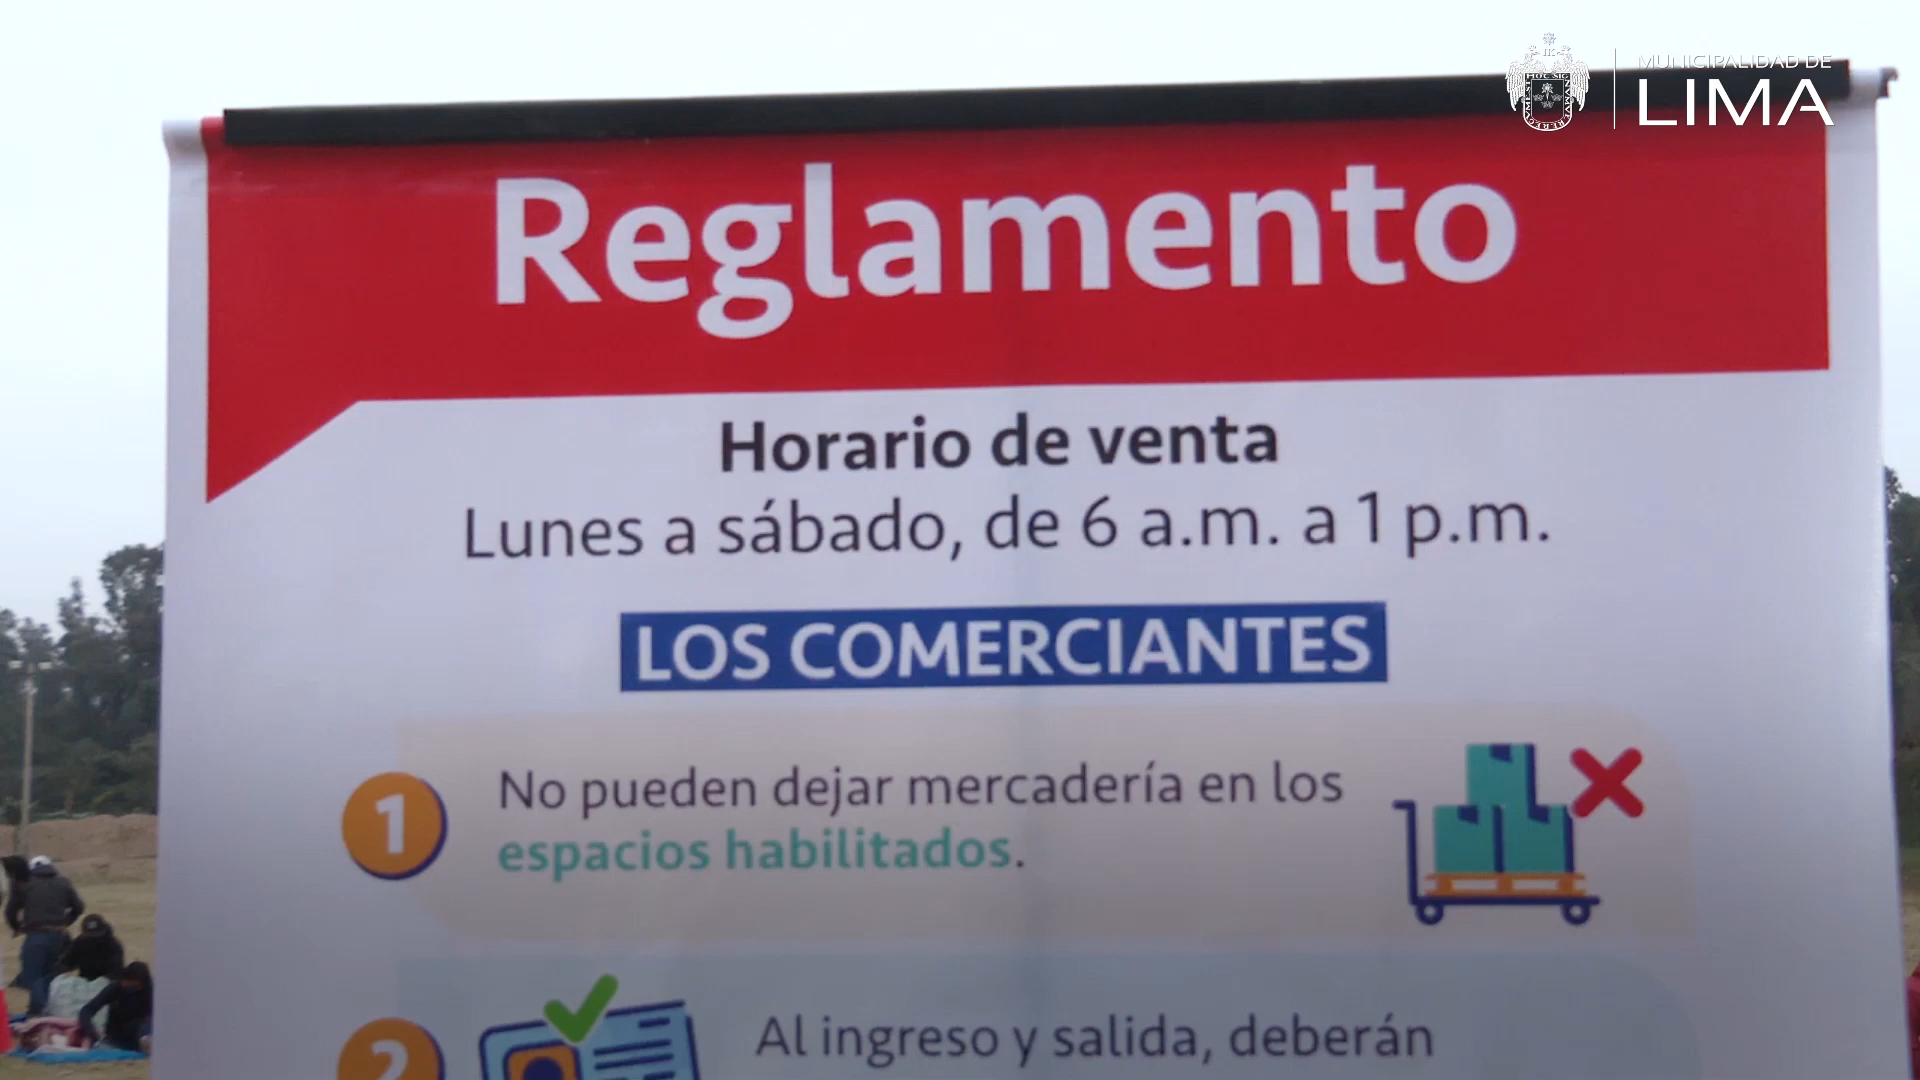 MUNICIPALIDAD DE
LIMA
Reglamento
Horario de venta
Lunes a sábado, de 6 a.m. a 1 p.m.
LOS COMERCIANTES
1
No pueden dejar mercadería en los
espacios habilitados.
2
Al ingreso y salida, deberán